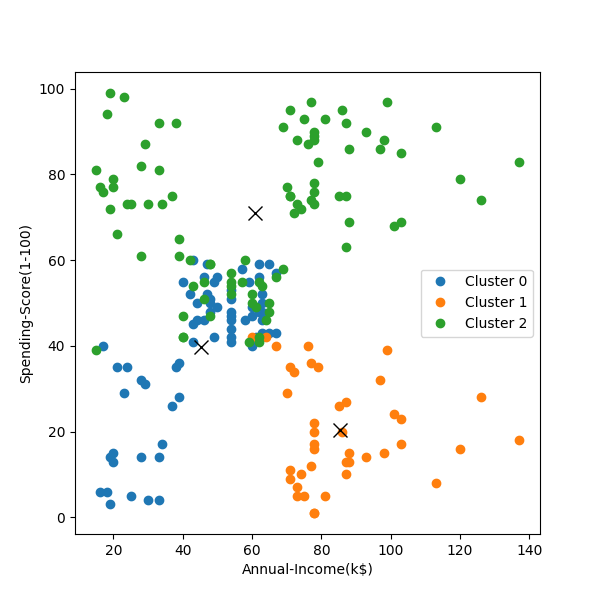 100
80
60
40
20
0
Spending-Score(1-100)
Cluster 0
Cluster 1
Cluster 2
20 40 60 80 100 120 140
Annual-Income(k$)